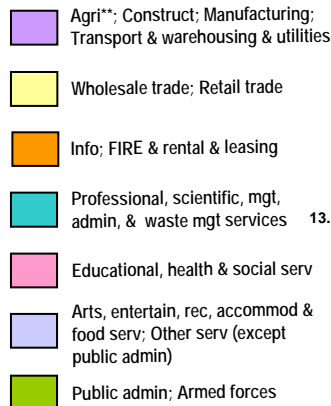 Agri**; Construct; Manufacturing;
Transport & warehousing & utilities
Wholesale trade; Retail trade
Info; FIRE & rental & leasing
Professional, scientific, mgt,
admin, & waste mgt services 13.
Educational, health & social serv
Arts, entertain, rec, accommod &
food serv; Other serv (except
public admin)
Public admin; Armed forces